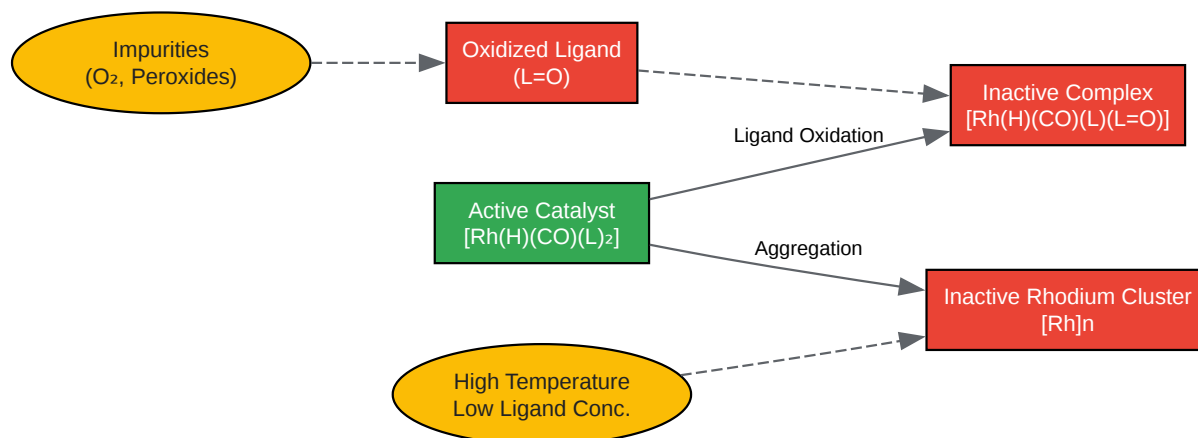 Impurities
(O₂, Peroxides)
Oxidized Ligand
(L=O)
Inactive Complex
[Rh(H)(CO)(L)(L=O)]
Ligand Oxidation
Active Catalyst
[Rh(H)(CO)(L)₂]
Aggregation
Inactive Rhodium Cluster
[Rh]n
High Temperature
Low Ligand Conc.